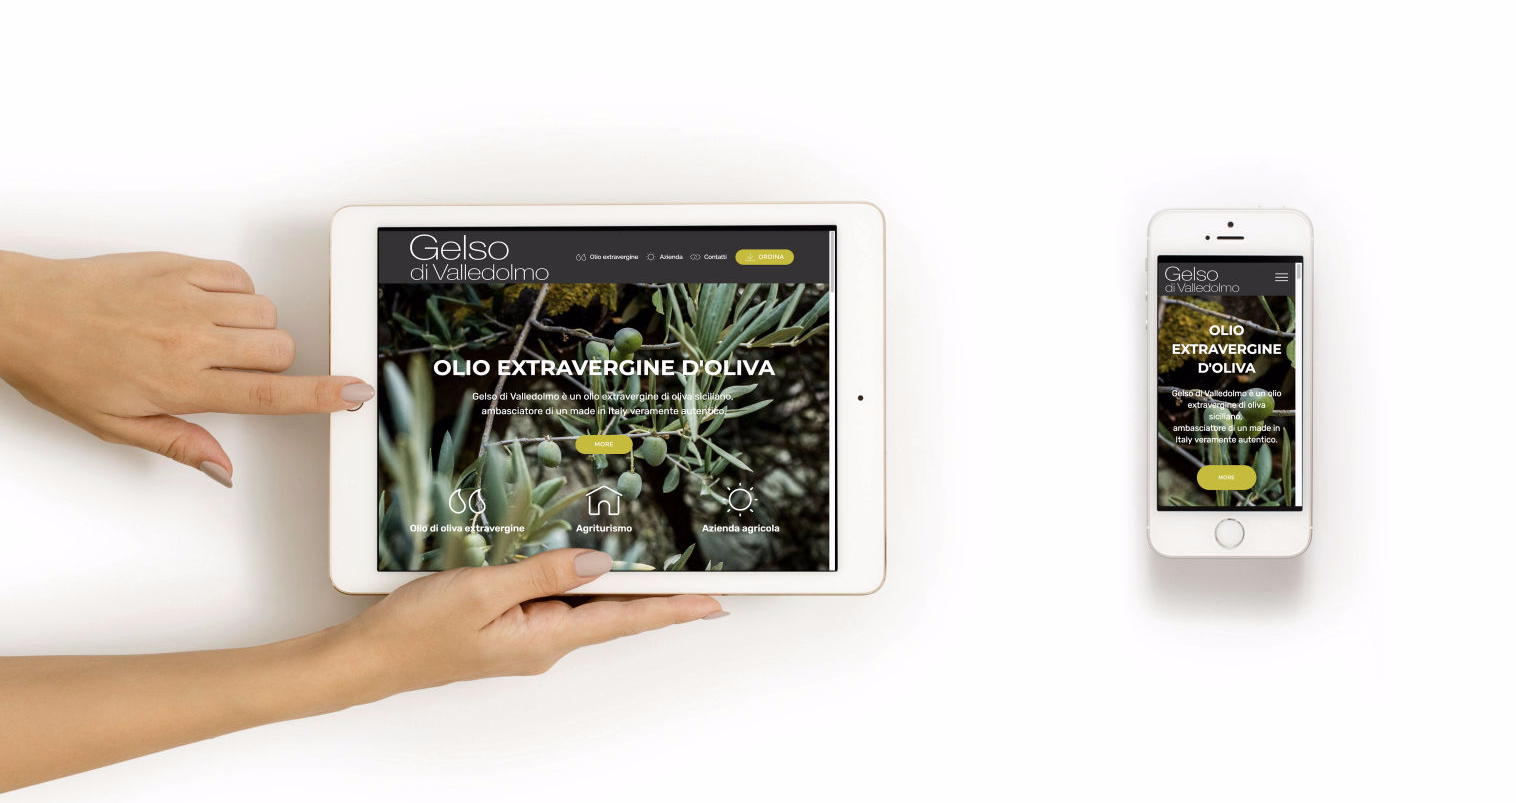 Gelso
di Valledolmo
Olio extravergine Azienda Contatti ORDINA
OLIO EXTRAVERGINE D'OLIVA
Gelso di Valledolmo è un olio extravergine di oliva siciliano,
ambasciatore di un made in Italy veramente autentico.
MORE
Olio di oliva extravergine Agriturismo Azienda agricola
Gelso
di Valledolmo
OLIO
EXTRAVERGINE
D'OLIVA
Gelso di Valledolmo è un olio
extravergine di oliva
siciliano,
ambasciatore di un made in
Italy veramente autentico.
MORE